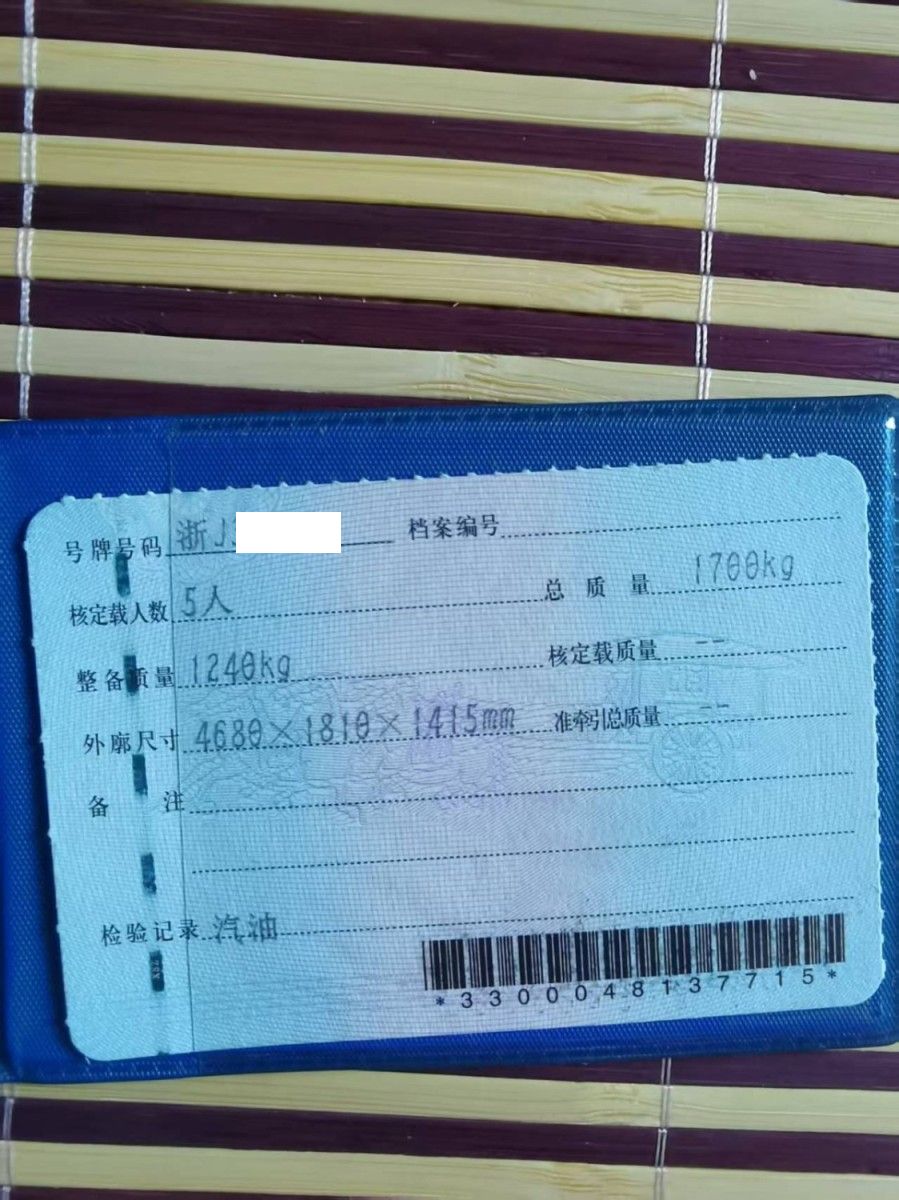 号牌号码 浙J 档案编号
核定载人数 5人 总质量 1700kg
整备质量 1240kg 核定载质量 --
外廓尺寸 4680×1810×1415mm 准牵引总质量 --
备注
检验记录 汽油
*3300048137715*